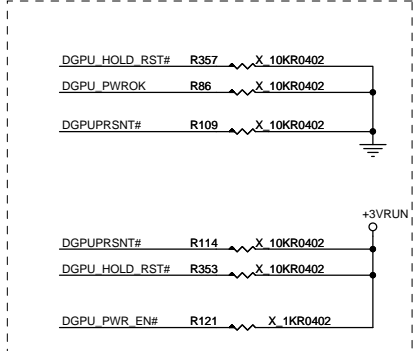 DGPU_HOLD_RST# R357 X_10KR0402
DGPU_PWROK R86 X_10KR0402
DGPUPRSNT# R109 X_10KR0402
+3VRUN
DGPUPRSNT# R114 X_10KR0402
DGPU_HOLD_RST# R353 X_10KR0402
DGPU_PWR_EN# R121 X_1KR0402